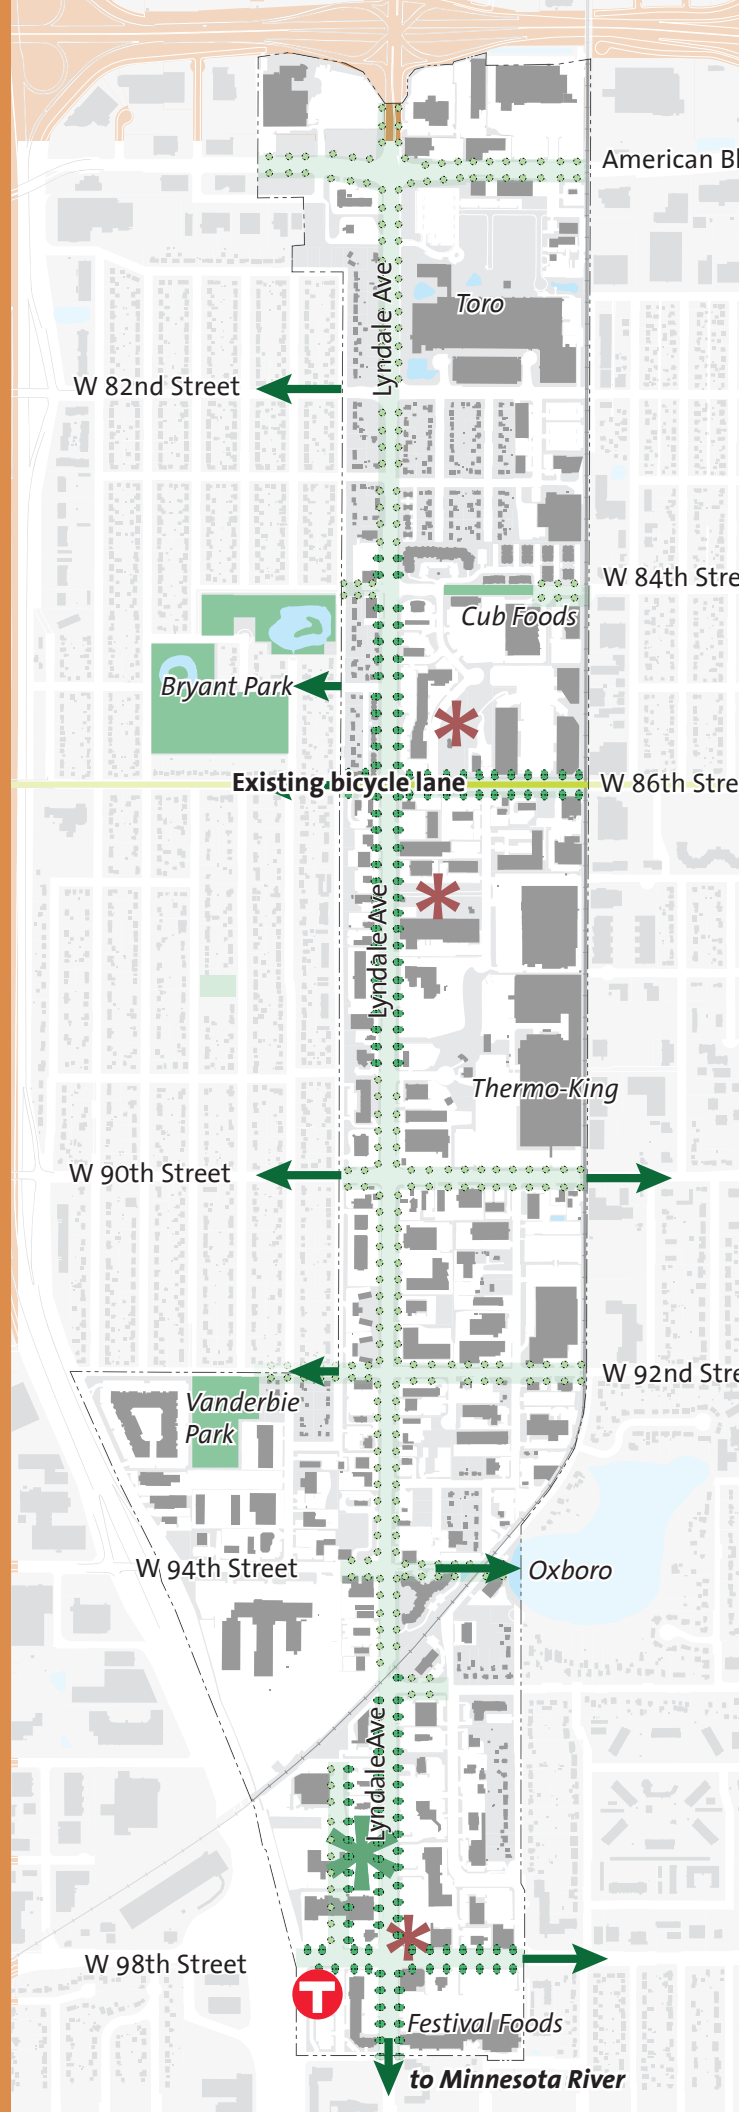 American Bl
Lyndale Ave
Toro
W 82nd Street
W 84th Stre
Cub Foods
Bryant Park
Existing bicycle lane
W 86th Stre
Lyndale Ave
Thermo-King
W 90th Street
W 92nd Stre
Vanderbie
Park
W 94th Street
Oxboro
Lyndale Ave
W 98th Street
T
Festival Foods
to Minnesota River